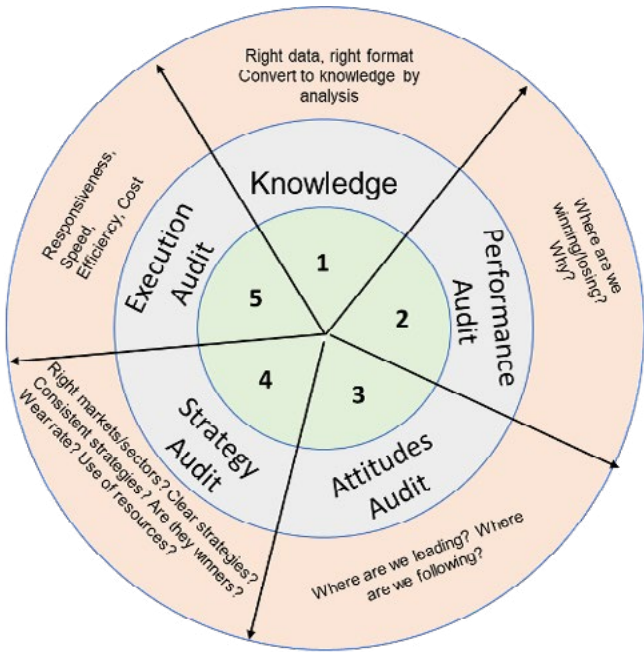 Right data, right format
Convert to knowledge by
analysis
Knowledge
1
Where are we
winning/losing?
Why?
Performance
Audit
2
Where are we leading? Where
are we following?
Attitudes
Audit
3
Right markets/sectors? Clear strategies?
Consistent strategies? Are they winners?
Wear rate? Use of resources?
Strategy
Audit
4
Responsiveness,
Speed,
Efficiency, Cost
Execution
Audit
5